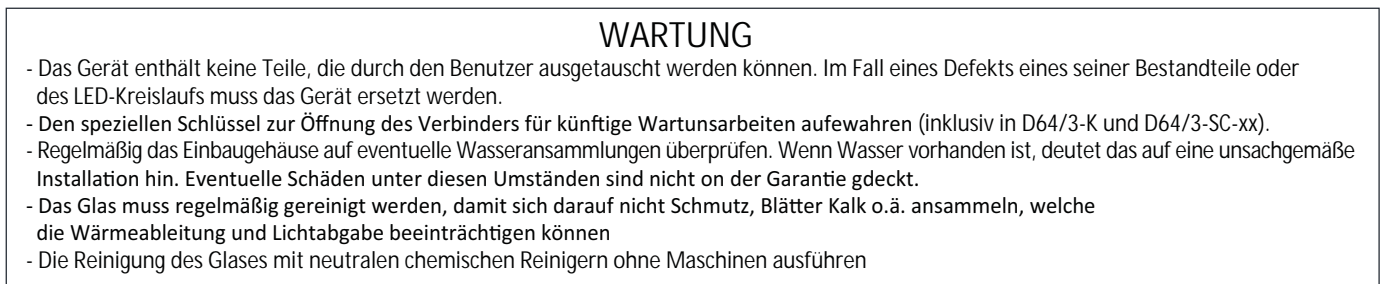 WARTUNG
- Das Gerät enthält keine Teile, die durch den Benutzer ausgetauscht werden können. Im Fall eines Defekts eines seiner Bestandteile oder
des LED-Kreislaufs muss das Gerät ersetzt werden.
- Den speziellen Schlüssel zur Öffnung des Verbinders für künftige Wartunsarbeiten aufewahren (inklusiv in D64/3-K und D64/3-SC-xx).
- Regelmäßig das Einbaugehäuse auf eventuelle Wasseransammlungen überprüfen. Wenn Wasser vorhanden ist, deutet das auf eine unsachgemäße
Installation hin. Eventuelle Schäden unter diesen Umständen sind nicht on der Garantie gdeckt.
- Das Glas muss regelmäßig gereinigt werden, damit sich darauf nicht Schmutz, Blätter Kalk o.ä. ansammeln, welche
die Wärmeableitung und Lichtabgabe beeinträchtigen können
- Die Reinigung des Glases mit neutralen chemischen Reinigern ohne Maschinen ausführen